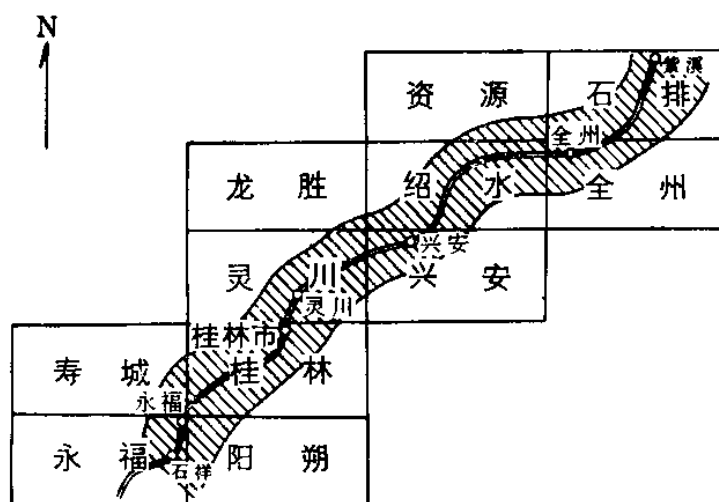 N
紫溪
资源
石排
全州
龙胜
绍水
全州
兴安
灵川
兴安
灵川
桂林市
寿城
桂林
永福
永福
石祥
阳朔